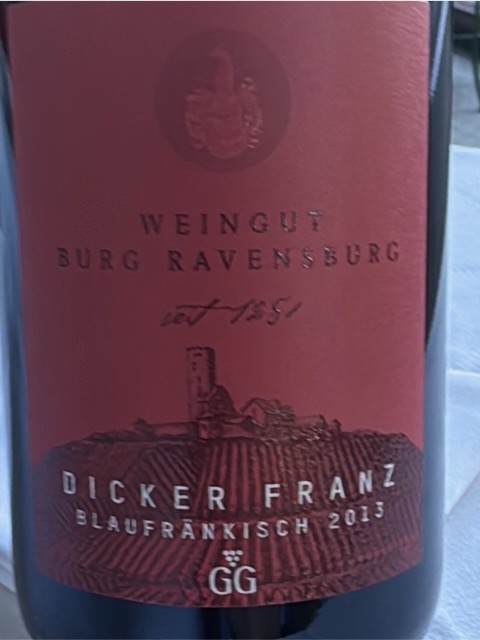 WEINGUT
BURG RAVENSBURG
seit 1251
DICKER FRANZ
BLAUFRÄNKISCH 2013
GG